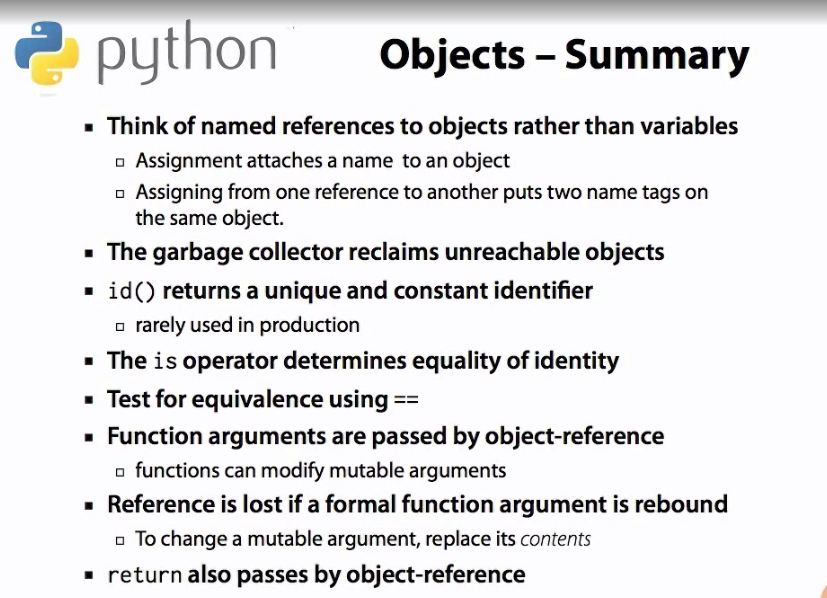 python
Objects – Summary
▪ Think of named references to objects rather than variables
▫ Assignment attaches a name to an object
▫ Assigning from one reference to another puts two name tags on
the same object.
▪ The garbage collector reclaims unreachable objects
▪ id() returns a unique and constant identifier
▫ rarely used in production
▪ The is operator determines equality of identity
▪ Test for equivalence using ==
▪ Function arguments are passed by object-reference
▫ functions can modify mutable arguments
▪ Reference is lost if a formal function argument is rebound
▫ To change a mutable argument, replace its contents
▪ return also passes by object-reference